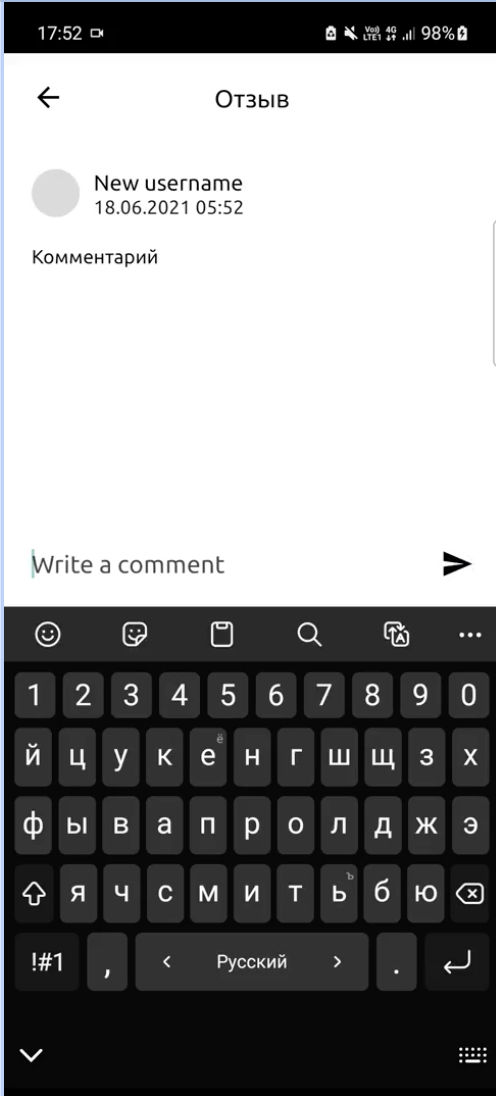 17:52 Vo)) LTE1 4G 98%
Отзыв
New username
18.06.2021 05:52
Комментарий
Write a comment
1 2 3 4 5 6 7 8 9 0
й ц у к е ё н г ш щ з х
ф ы в а п р о л д ж э
я ч с м и т ь ъ б ю
!#1 , < Русский > .